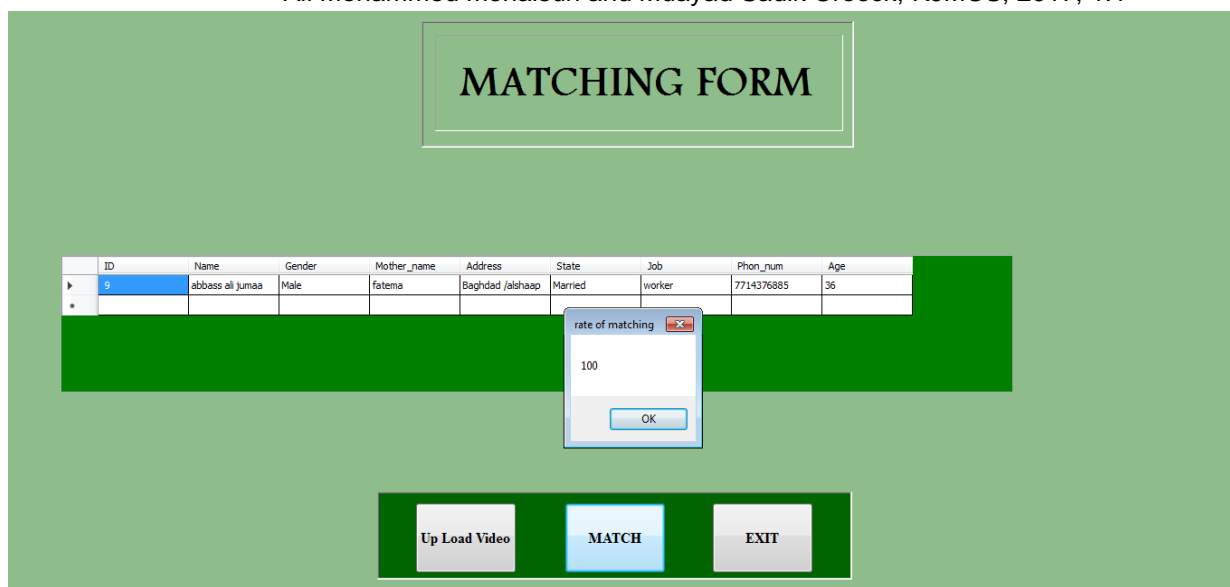 MATCHING FORM
ID Name Gender Mother_name Address State Job Phon_num Age
9 abbass ali jumaa Male fatema Baghdad /alshaap Married worker 7714376885 36
rate of matching
100
OK
Up Load Video MATCH EXIT